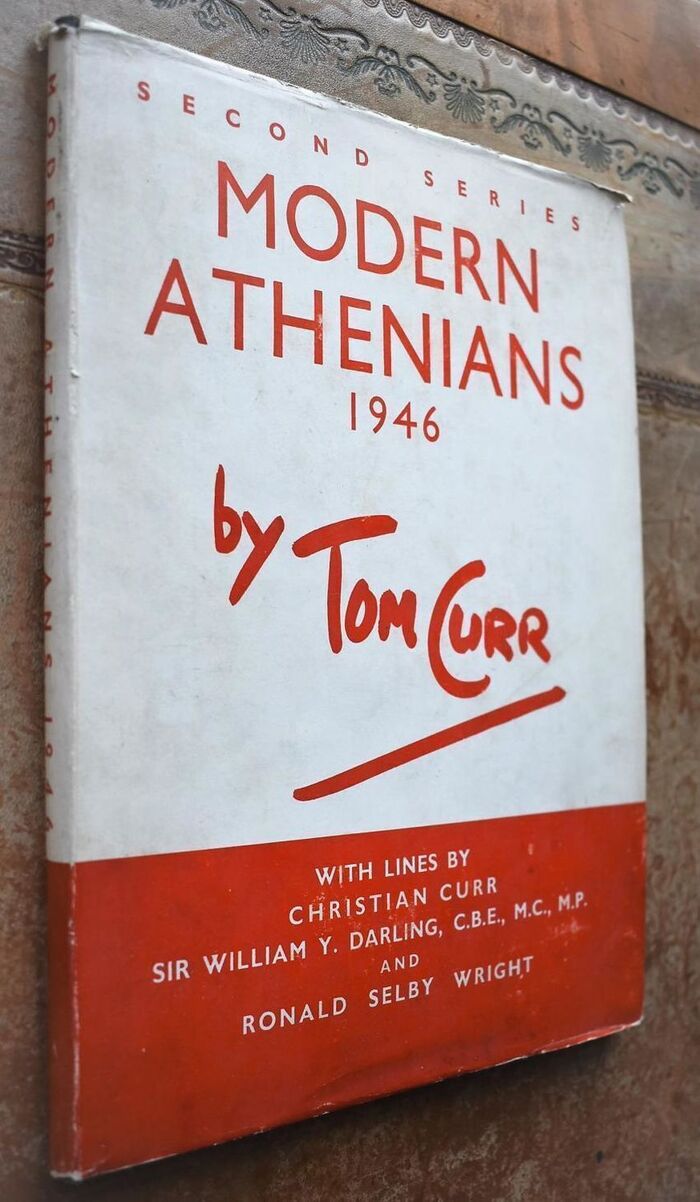 SECOND SERIES
MODERN
ATHENIANS
1946
by TOM CURR
WITH LINES BY
CHRISTIAN CURR
SIR WILLIAM Y. DARLING, C.B.E., M.C., M.P.
AND
RONALD SELBY WRIGHT
MODERN ATHENIANS 1946